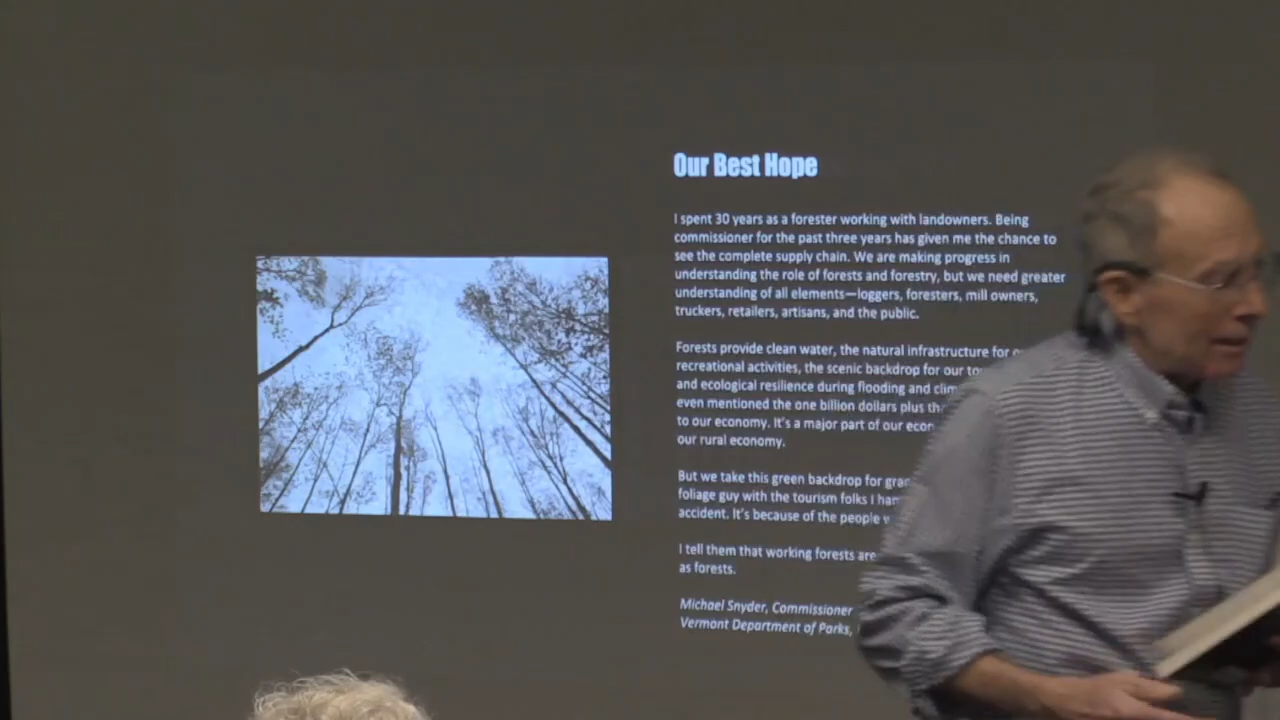 Our Best Hope
I spent 30 years as a forester working with landowners. Being
commissioner for the past three years has given me the chance to
see the complete supply chain. We are making progress in
understanding the role of forests and forestry, but we need greater
understanding of all elements—loggers, foresters, mill owners,
truckers, retailers, artisans, and the public.
Forests provide clean water, the natural infrastructure for
recreational activities, the scenic backdrop for our
and ecological resilience during flooding and
even mentioned the one billion dollars plus
to our economy. It's a major part of our
our rural economy.
But we take this green backdrop for
foliage guy with the tourism folks I
accident. It's because of the people
I tell them that working forests are
as forests.
Michael Snyder, Commissioner
Vermont Department of Parks,